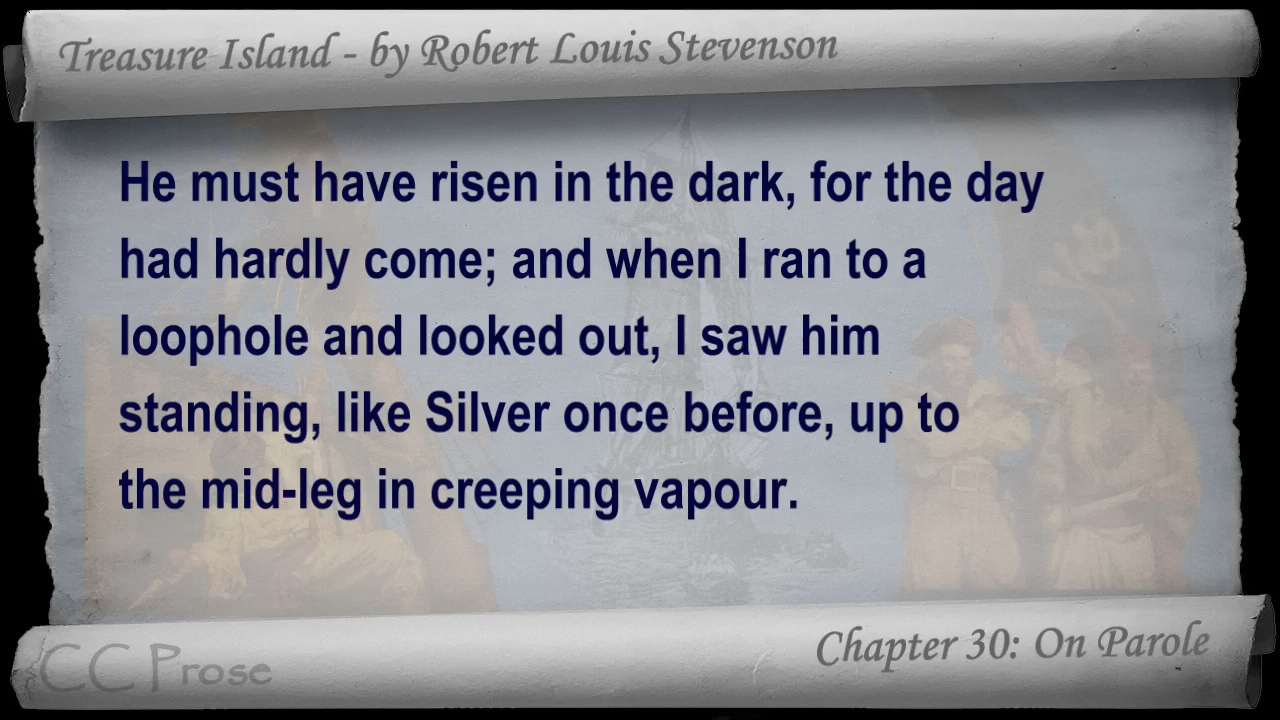 Treasure Island - by Robert Louis Stevenson
He must have risen in the dark, for the day
had hardly come; and when I ran to a
loophole and looked out, I saw him
standing, like Silver once before, up to
the mid-leg in creeping vapour.
Chapter 30: On Parole
CC Prose